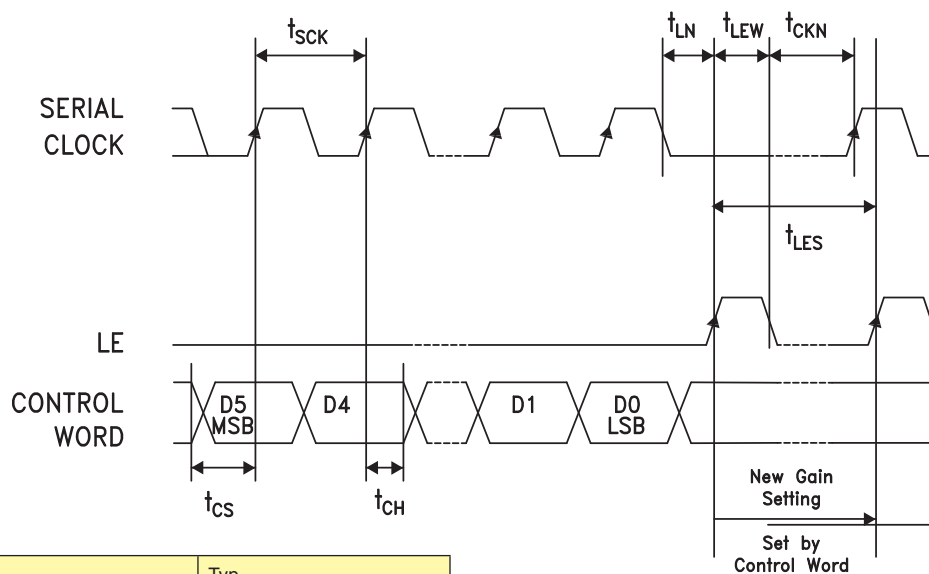 tSCK
tLN tLEW tCKN
SERIAL
CLOCK
tLES
LE
CONTROL
WORD
D5
MSB
D4
D1
D0
LSB
tCS
tCH
New Gain
Setting
Set by
Control Word
Typ